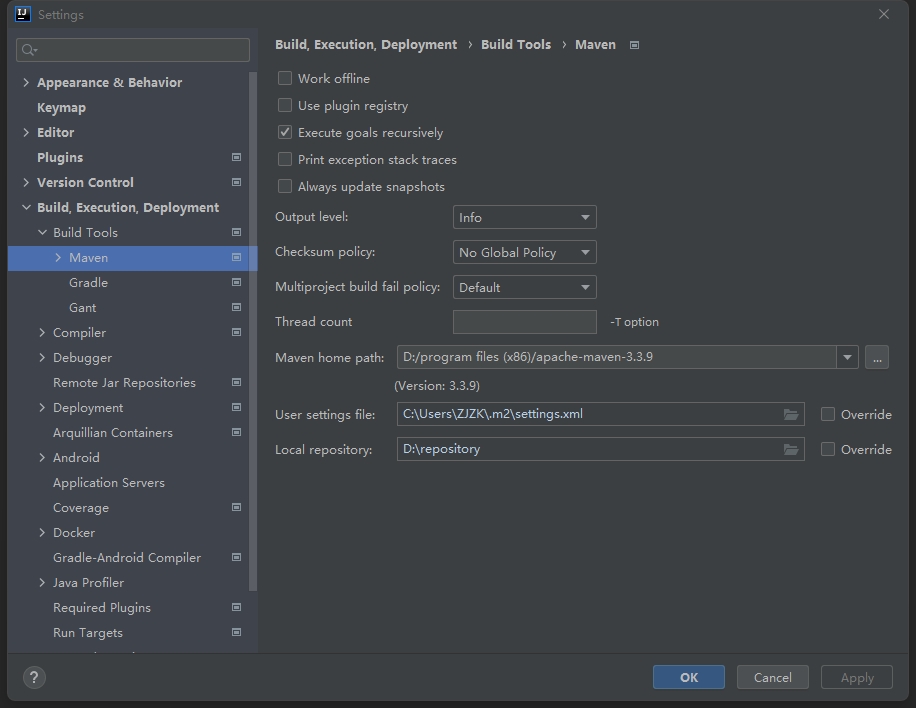 Settings
Appearance & Behavior
Keymap
Editor
Plugins
Version Control
Build, Execution, Deployment
Build Tools
Maven
Gradle
Gant
Compiler
Debugger
Remote Jar Repositories
Deployment
Arquillian Containers
Android
Application Servers
Coverage
Docker
Gradle-Android Compiler
Java Profiler
Required Plugins
Run Targets
Build, Execution, Deployment › Build Tools › Maven
Work offline
Use plugin registry
Execute goals recursively
Print exception stack traces
Always update snapshots
Output level: Info
Checksum policy: No Global Policy
Multiproject build fail policy: Default
Thread count -T option
Maven home path: D:/program files (x86)/apache-maven-3.3.9 ...
(Version: 3.3.9)
User settings file: C:\Users\ZJZK\.m2\settings.xml Override
Local repository: D:\repository Override
? OK Cancel Apply